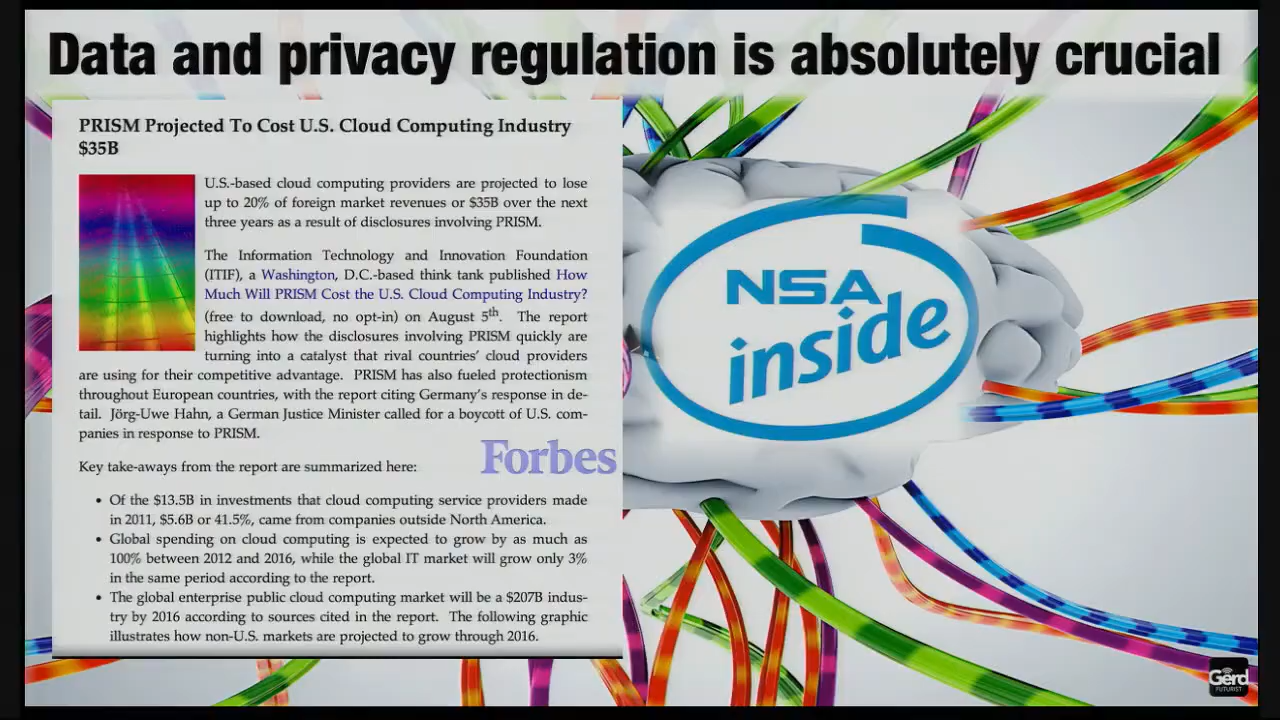 Data and privacy regulation is absolutely crucial
PRISM Projected To Cost U.S. Cloud Computing Industry
$35B
U.S.-based cloud computing providers are projected to lose
up to 20% of foreign market revenues or $35B over the next
three years as a result of disclosures involving PRISM.
The Information Technology and Innovation Foundation
(ITIF), a Washington, D.C.-based think tank published How
Much Will PRISM Cost the U.S. Cloud Computing Industry?
(free to download, no opt-in) on August 5th. The report
highlights how the disclosures involving PRISM quickly are
turning into a catalyst that rival countries' cloud providers
are using for their competitive advantage. PRISM has also fueled protectionism
throughout European countries, with the report citing Germany's response in de-
tail. Jörg-Uwe Hahn, a German Justice Minister called for a boycott of U.S. com-
panies in response to PRISM.
Key take-aways from the report are summarized here:
Forbes
• Of the $13.5B in investments that cloud computing service providers made
in 2011, $5.6B or 41.5%, came from companies outside North America.
• Global spending on cloud computing is expected to grow by as much as
100% between 2012 and 2016, while the global IT market will grow only 3%
in the same period according to the report.
• The global enterprise public cloud computing market will be a $207B indus-
try by 2016 according to sources cited in the report. The following graphic
illustrates how non-U.S. markets are projected to grow through 2016.
NSA
inside
Gerd
FUTURIST